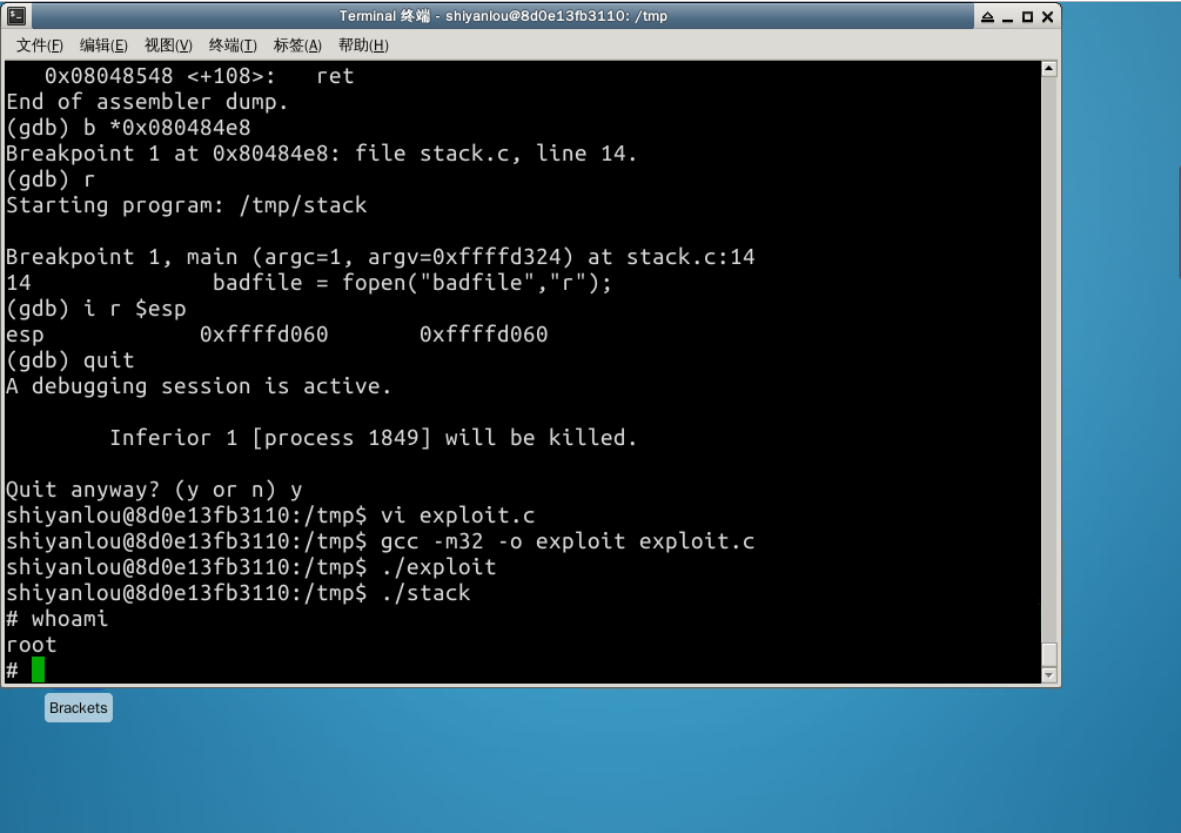 Terminal 终端 - shiyanlou@8d0e13fb3110: /tmp
文件(F) 编辑(E) 视图(V) 终端(T) 标签(A) 帮助(H)
0x08048548 <+108>: ret
End of assembler dump.
(gdb) b *0x080484e8
Breakpoint 1 at 0x80484e8: file stack.c, line 14.
(gdb) r
Starting program: /tmp/stack
Breakpoint 1, main (argc=1, argv=0xffffd324) at stack.c:14
14 badfile = fopen("badfile","r");
(gdb) i r $esp
esp 0xffffd060 0xffffd060
(gdb) quit
A debugging session is active.
Inferior 1 [process 1849] will be killed.
Quit anyway? (y or n) y
shiyanlou@8d0e13fb3110:/tmp$ vi exploit.c
shiyanlou@8d0e13fb3110:/tmp$ gcc -m32 -o exploit exploit.c
shiyanlou@8d0e13fb3110:/tmp$ ./exploit
shiyanlou@8d0e13fb3110:/tmp$ ./stack
# whoami
root
#
Brackets